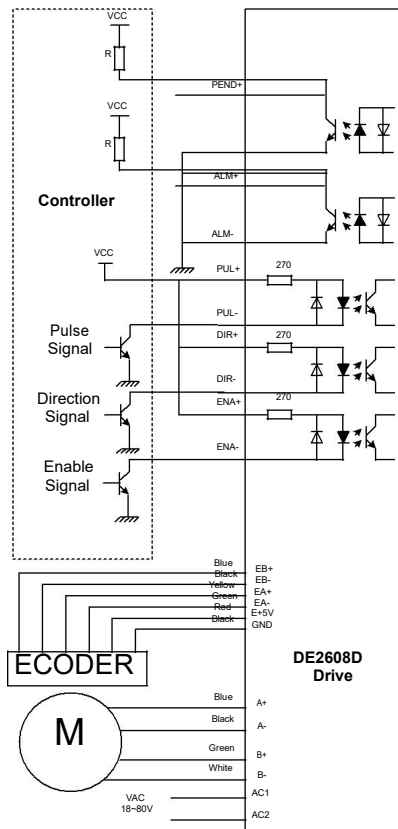 VCC
R
PEND+
VCC
R
ALM+
Controller
ALM-
VCC
PUL+
270
PUL-
Pulse
Signal
DIR+
270
DIR-
Direction
Signal
ENA+
270
ENA-
Enable
Signal
Blue
EB+
Black
EB-
Yellow
EA+
Green
EA-
Red
E+5V
Black
GND
ECODER
DE2608D
Drive
M
Blue
A+
Black
A-
Green
B+
White
B-
VAC
18~80V
AC1
AC2